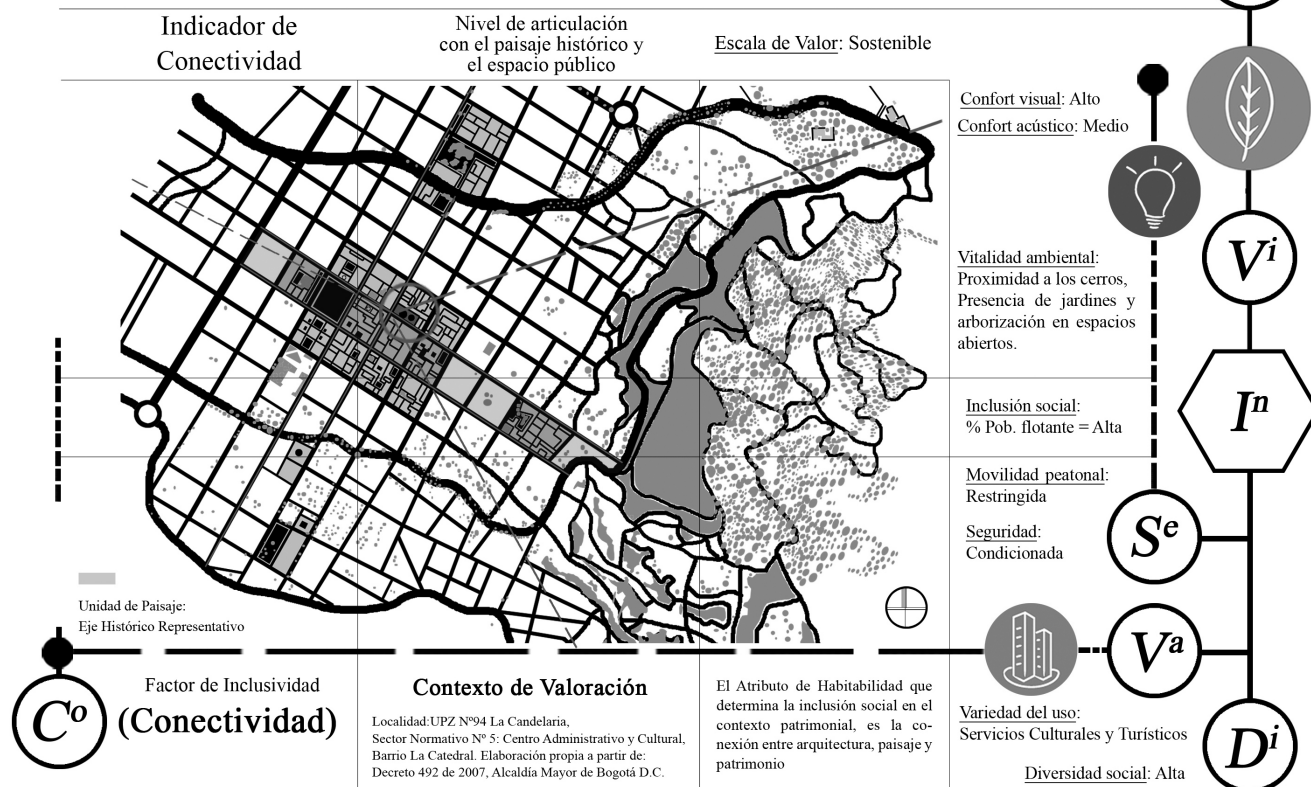 Indicador de
Conectividad
Nivel de articulación
con el paisaje histórico y
el espacio público
Escala de Valor: Sostenible
Confort visual: Alto
Confort acústico: Medio
Vitalidad ambiental:
Proximidad a los cerros,
Presencia de jardines y
arborización en espacios
abiertos.
Inclusión social:
% Pob. flotante = Alta
Movilidad peatonal:
Restringida
Seguridad:
Condicionada
Vi
In
Se
Va
Di
Unidad de Paisaje:
Eje Histórico Representativo
Co
Factor de Inclusividad
(Conectividad)
Contexto de Valoración
Localidad:UPZ Nº94 La Candelaria,
Sector Normativo Nº 5: Centro Administrativo y Cultural,
Barrio La Catedral. Elaboración propia a partir de:
Decreto 492 de 2007, Alcaldía Mayor de Bogotá D.C.
El Atributo de Habitabilidad que
determina la inclusión social en el
contexto patrimonial, es la co-
nexión entre arquitectura, paisaje y
patrimonio
Variedad del uso:
Servicios Culturales y Turísticos
Diversidad social: Alta